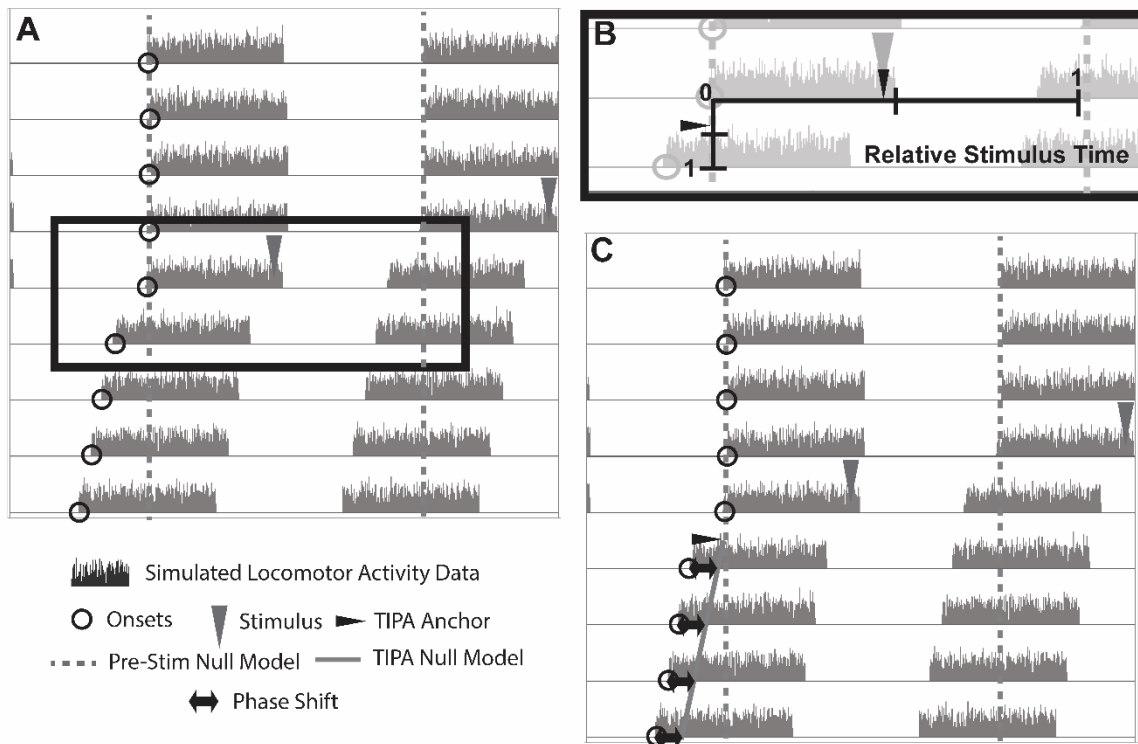 A
B
0
1
1
Relative Stimulus Time
C
Simulated Locomotor Activity Data
Onsets Stimulus TIPA Anchor
Pre-Stim Null Model TIPA Null Model
Phase Shift